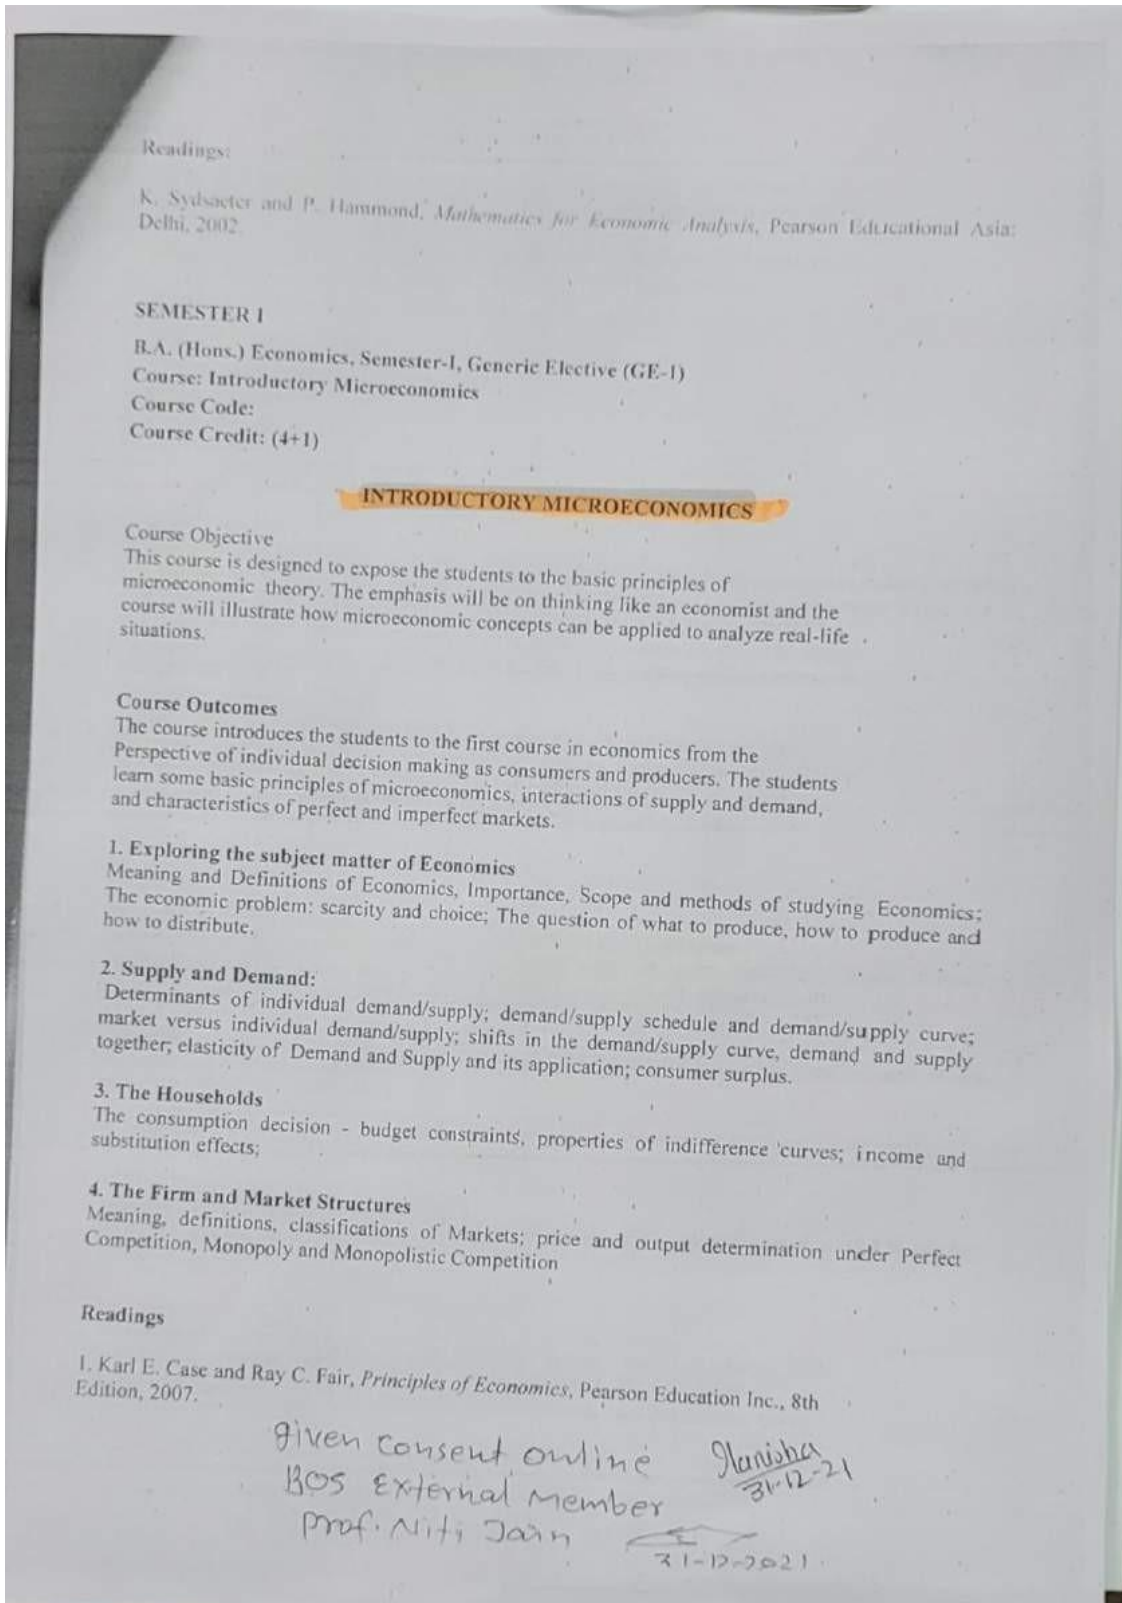 Readings:
K. Sydsaeter and P. Hammond, Mathematics for Economic Analysis, Pearson Educational Asia:
Delhi, 2002.
SEMESTER I
B.A. (Hons.) Economics, Semester-I, Generic Elective (GE-I)
Course: Introductory Microeconomics
Course Code:
Course Credit: (4+1)
INTRODUCTORY MICROECONOMICS
Course Objective
This course is designed to expose the students to the basic principles of
microeconomic theory. The emphasis will be on thinking like an economist and the
course will illustrate how microeconomic concepts can be applied to analyze real-life
situations.
Course Outcomes
The course introduces the students to the first course in economics from the
Perspective of individual decision making as consumers and producers. The students
learn some basic principles of microeconomics, interactions of supply and demand,
and characteristics of perfect and imperfect markets.
1. Exploring the subject matter of Economics
Meaning and Definitions of Economics, Importance, Scope and methods of studying Economics;
The economic problem: scarcity and choice; The question of what to produce, how to produce and
how to distribute.
2. Supply and Demand:
Determinants of individual demand/supply; demand/supply schedule and demand/supply curve;
market versus individual demand/supply; shifts in the demand/supply curve, demand and supply
together; elasticity of Demand and Supply and its application; consumer surplus.
3. The Households
The consumption decision - budget constraints, properties of indifference curves; income and
substitution effects;
4. The Firm and Market Structures
Meaning, definitions, classifications of Markets; price and output determination under Perfect
Competition, Monopoly and Monopolistic Competition
Readings
1. Karl E. Case and Ray C. Fair, Principles of Economics, Pearson Education Inc., 8th
Edition, 2007.
given consent online Manisha
BOS External Member 31-12-21
Prof. Niti Jain
31-12-2021